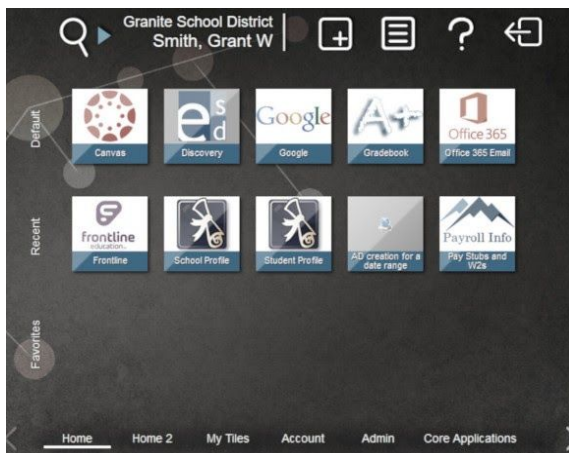 Granite School District
Smith, Grant W
Default
Canvas
eSd
Discovery
Google
Google
A+
Gradebook
Office 365
Office 365 Email
Recent
frontline
education
Frontline
School Profile
Student Profile
AD creation for a
date range
Payroll Info
Pay Stubs and
W2s
Favorites
Home Home 2 My Tiles Account Admin Core Applications